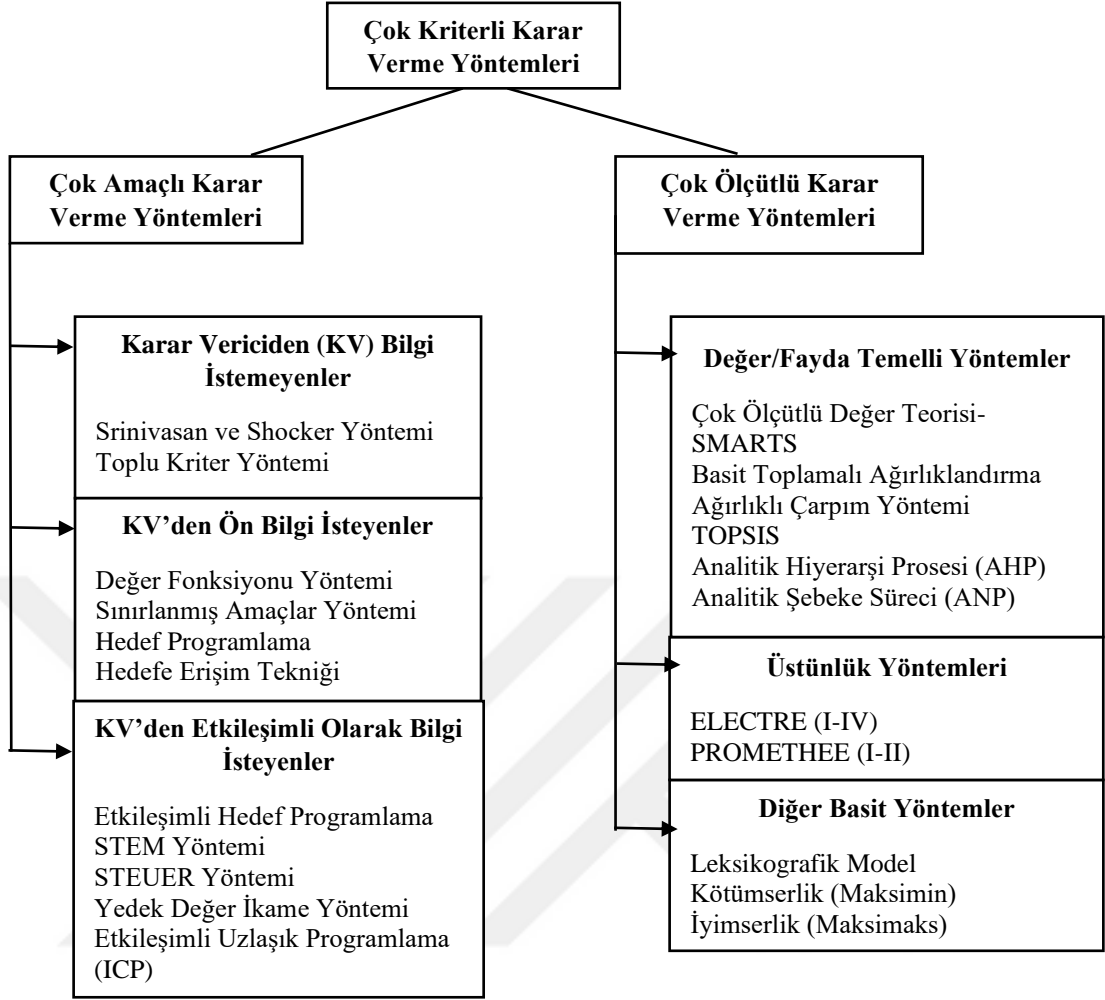 Çok Kriterli Karar
Verme Yöntemleri
Çok Amaçlı Karar
Verme Yöntemleri
Karar Vericiden (KV) Bilgi
İstemeyenler
Srinivasan ve Shocker Yöntemi
Toplu Kriter Yöntemi
KV’den Ön Bilgi İsteyenler
Değer Fonksiyonu Yöntemi
Sınırlanmış Amaçlar Yöntemi
Hedef Programlama
Hedefe Erişim Tekniği
KV’den Etkileşimli Olarak Bilgi
İsteyenler
Etkileşimli Hedef Programlama
STEM Yöntemi
STEUER Yöntemi
Yedek Değer İkame Yöntemi
Etkileşimli Uzlaşık Programlama
(ICP)
Çok Ölçütlü Karar
Verme Yöntemleri
Değer/Fayda Temelli Yöntemler
Çok Ölçütlü Değer Teorisi-
SMARTS
Basit Toplamalı Ağırlıklandırma
Ağırlıklı Çarpım Yöntemi
TOPSIS
Analitik Hiyerarşi Prosesi (AHP)
Analitik Şebeke Süreci (ANP)
Üstünlük Yöntemleri
ELECTRE (I-IV)
PROMETHEE (I-II)
Diğer Basit Yöntemler
Leksikografik Model
Kötümserlik (Maksimin)
İyimserlik (Maksimaks)